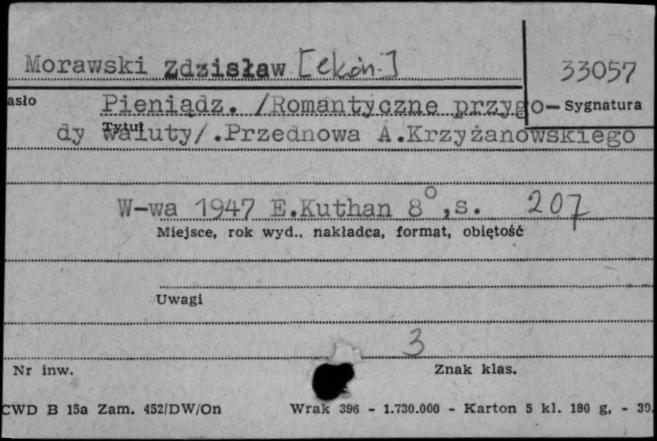 Morawski Zdzisław [ekon.] 33057
asło Pieniądz. /Romantyczne przygo- Sygnatura
Tytuł
dy waluty/.Przednowa A.Krzyżanowskiego
W-wa 1947 E.Kuthan 8°,s. 207
Miejsce, rok wyd., nakładca, format, objętość
Uwagi
3
Nr inw. Znak klas.
CWD B 15a Zam. 452/DW/On Wrak 396 - 1.730.000 - Karton 5 kl. 180 g. - 30.